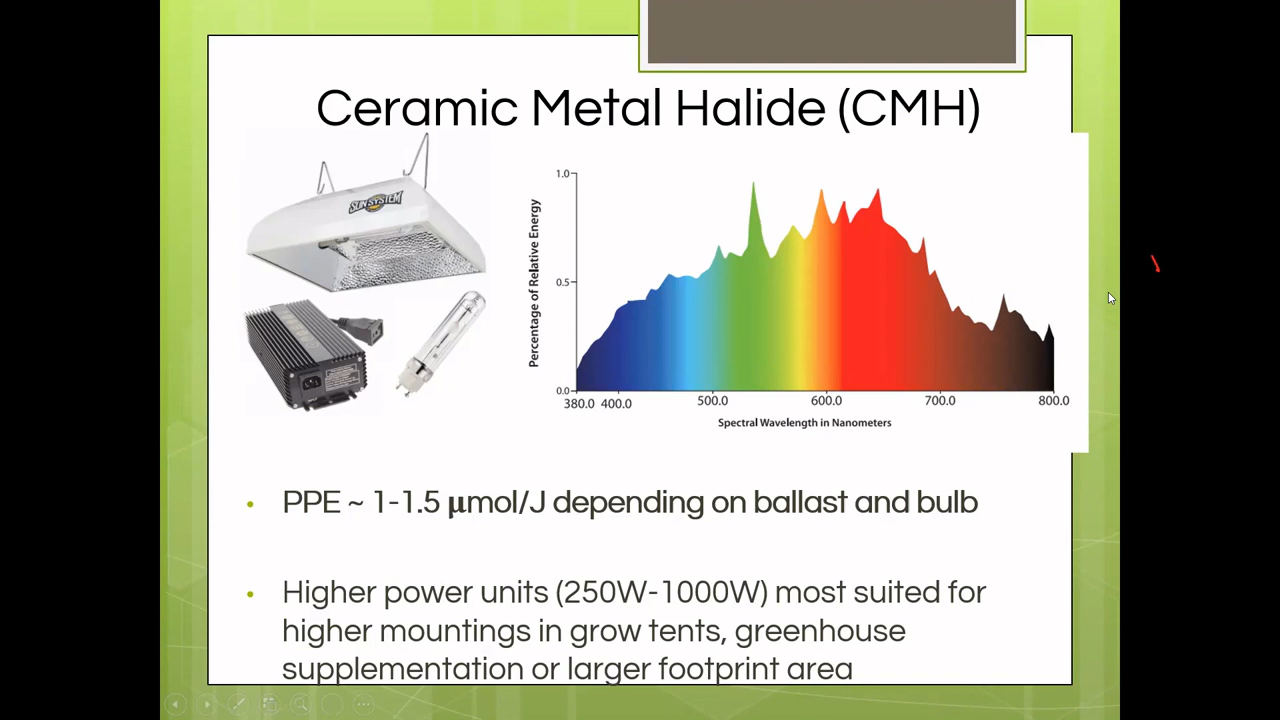 Ceramic Metal Halide (CMH)
SUN SYSTEM
1.0
0.5
0.0
Percentage of Relative Energy
380.0 400.0 500.0 600.0 700.0 800.0
Spectral Wavelength in Nanometers
• PPE ~ 1-1.5 µmol/J depending on ballast and bulb
• Higher power units (250W-1000W) most suited for
higher mountings in grow tents, greenhouse
supplementation or larger footprint area